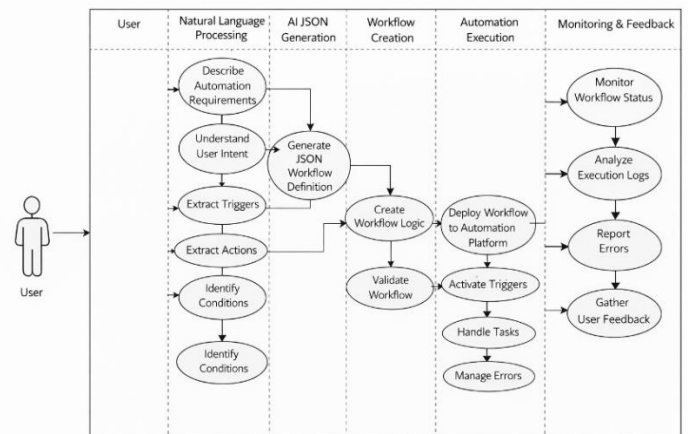 User
Natural Language
Processing
AI JSON
Generation
Workflow
Creation
Automation
Execution
Monitoring & Feedback
Describe
Automation
Requirements
Understand
User Intent
Extract Triggers
Extract Actions
Identify
Conditions
Identify
Conditions
Generate
JSON
Workflow
Definition
Create
Workflow Logic
Validate
Workflow
Deploy Workflow
to Automation
Platform
Activate Triggers
Handle Tasks
Manage Errors
Monitor
Workflow Status
Analyze
Execution Logs
Report
Errors
Gather
User Feedback
User